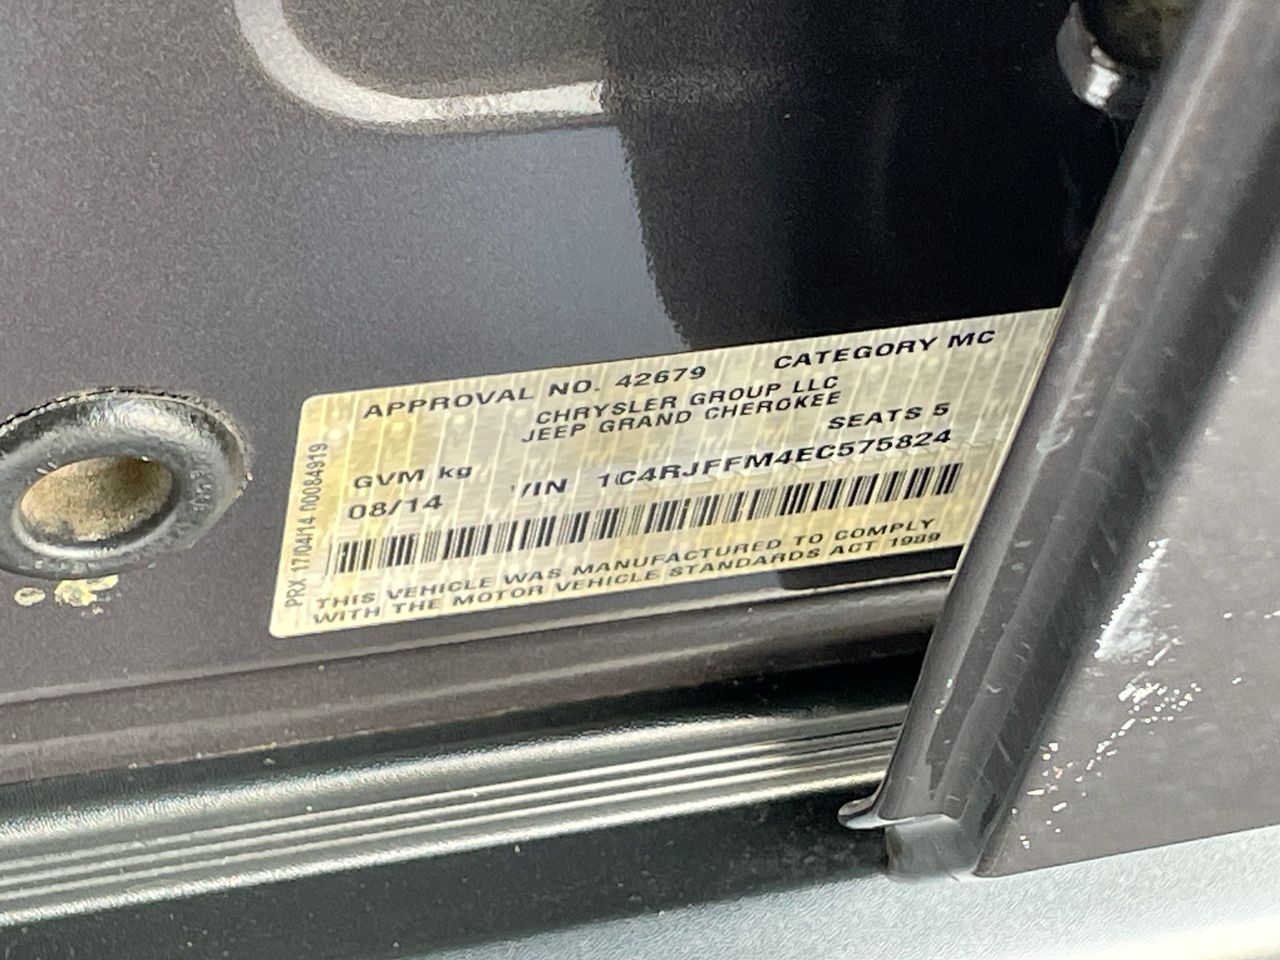 APPROVAL NO. 42679 CATEGORY MC
CHRYSLER GROUP LLC
JEEP GRAND CHEROKEE
SEATS 5
GVM kg VIN 1C4RJFFM4EC575824
08/14
THIS VEHICLE WAS MANUFACTURED TO COMPLY
WITH THE MOTOR VEHICLE STANDARDS ACT 1989
PRX 17/04/14 00084919